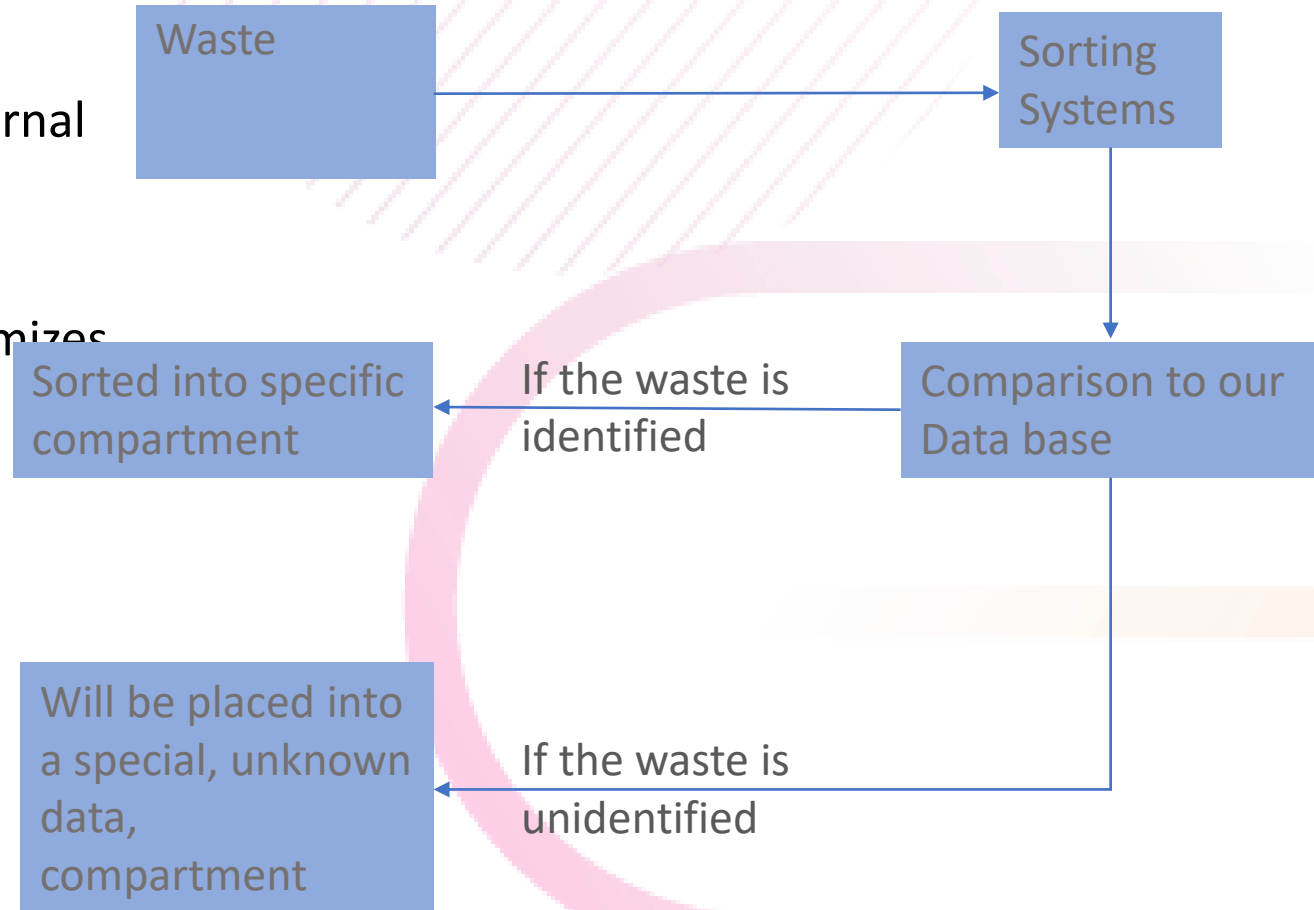 Waste
Sorting
Systems
Sorted into specific
compartment
If the waste is
identified
Comparison to our
Data base
Will be placed into
a special, unknown
data,
compartment
If the waste is
unidentified